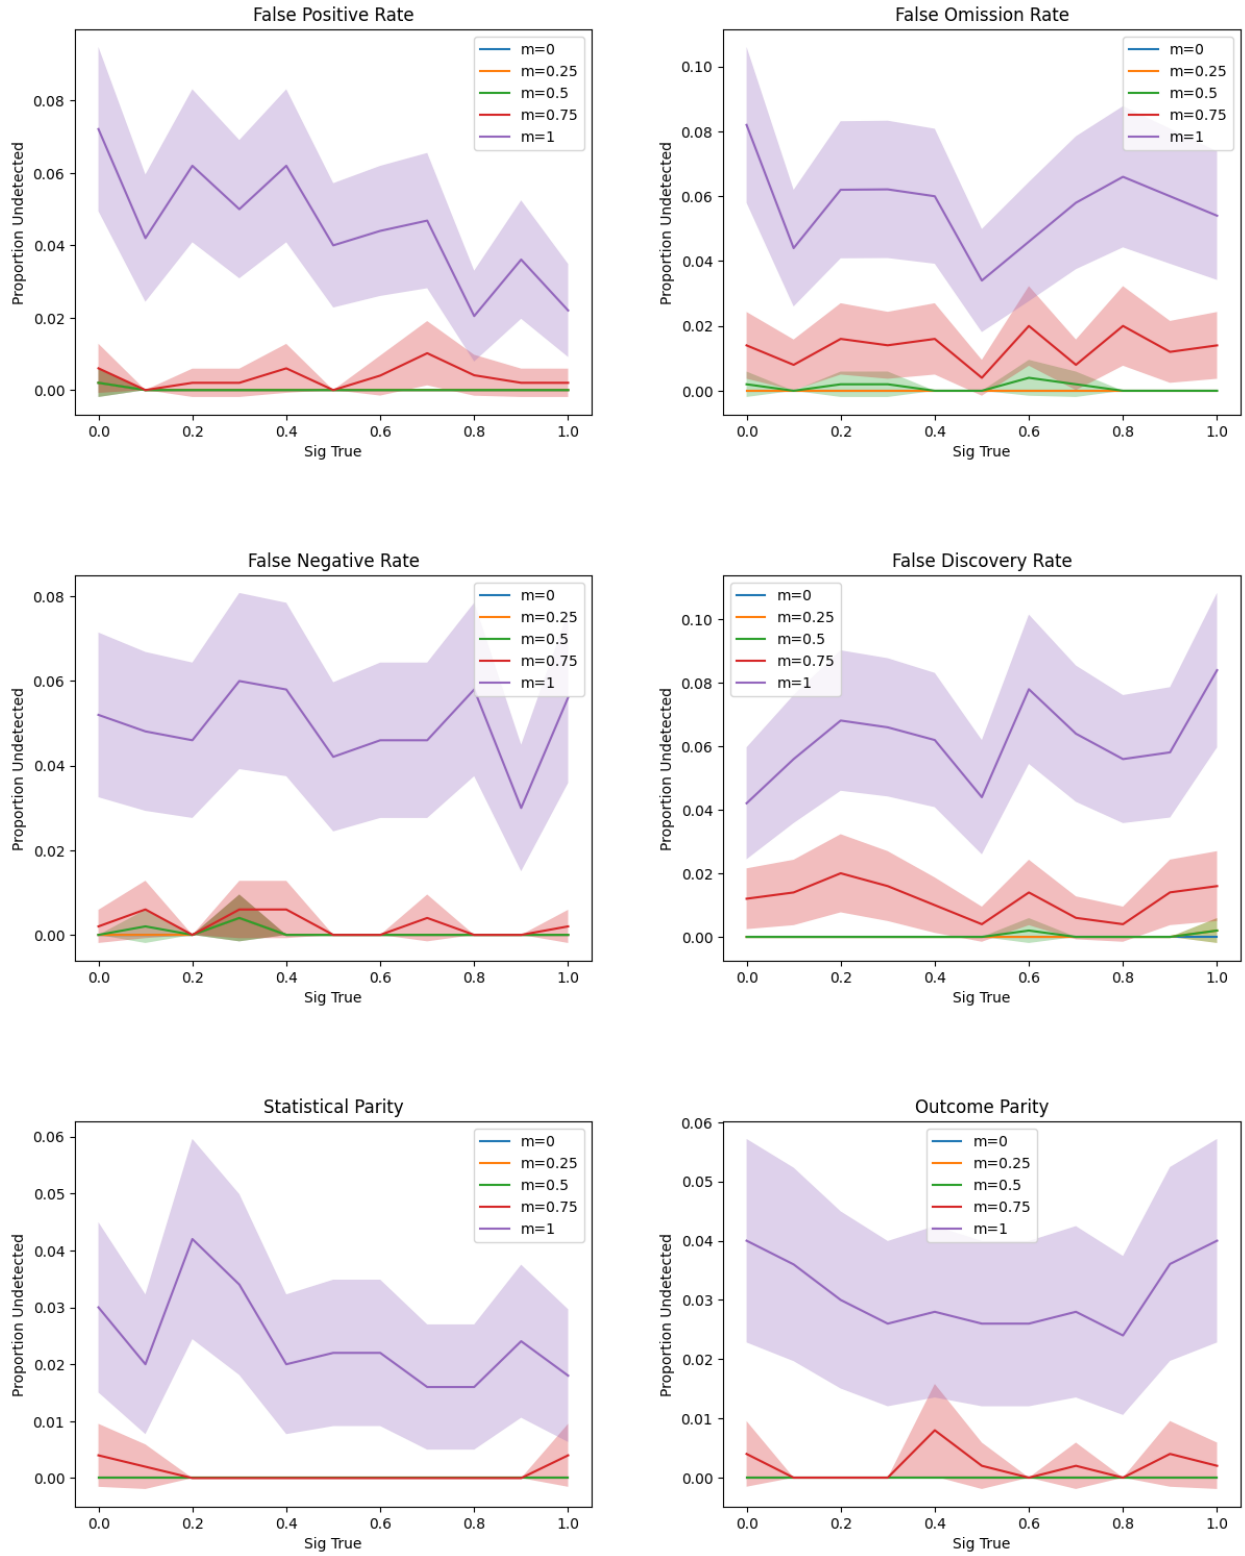 False Positive Rate
m=0
m=0.25
m=0.5
m=0.75
m=1
0.08
0.06
0.04
0.02
0.00
Proportion Undetected
0.0 0.2 0.4 0.6 0.8 1.0
Sig True
False Omission Rate
m=0
m=0.25
m=0.5
m=0.75
m=1
0.10
0.08
0.06
0.04
0.02
0.00
Proportion Undetected
0.0 0.2 0.4 0.6 0.8 1.0
Sig True
False Negative Rate
m=0
m=0.25
m=0.5
m=0.75
m=1
0.08
0.06
0.04
0.02
0.00
Proportion Undetected
0.0 0.2 0.4 0.6 0.8 1.0
Sig True
False Discovery Rate
m=0
m=0.25
m=0.5
m=0.75
m=1
0.10
0.08
0.06
0.04
0.02
0.00
Proportion Undetected
0.0 0.2 0.4 0.6 0.8 1.0
Sig True
Statistical Parity
m=0
m=0.25
m=0.5
m=0.75
m=1
0.06
0.05
0.04
0.03
0.02
0.01
0.00
Proportion Undetected
0.0 0.2 0.4 0.6 0.8 1.0
Sig True
Outcome Parity
m=0
m=0.25
m=0.5
m=0.75
m=1
0.06
0.05
0.04
0.03
0.02
0.01
0.00
Proportion Undetected
0.0 0.2 0.4 0.6 0.8 1.0
Sig True